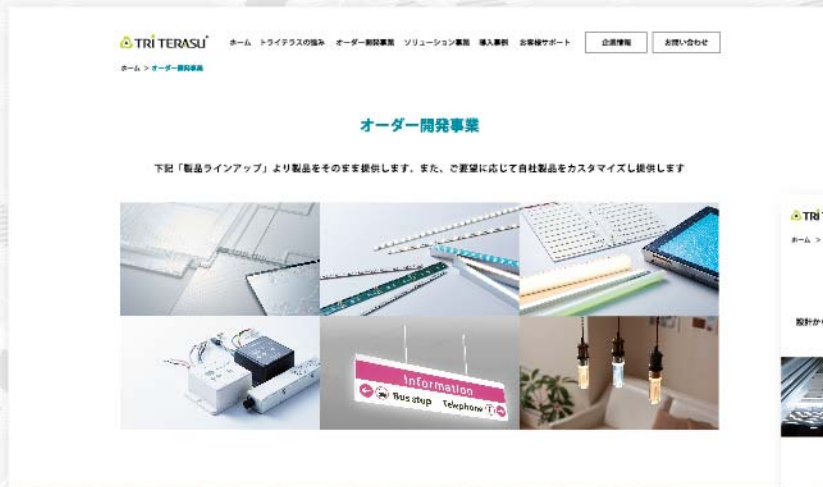 TRI TERASU ホーム トライテラスの強み オーダー開発事業 ソリューション事業 導入事例 お客様サポート 企業情報 お問い合わせ
ホーム > オーダー開発事業
オーダー開発事業
下記「製品ラインアップ」より製品をそのまま提供します。また、ご要望に応じて自社製品をカスタマイズし提供します
Information
Bus stop Telephone
TRI
ホーム >
設計か